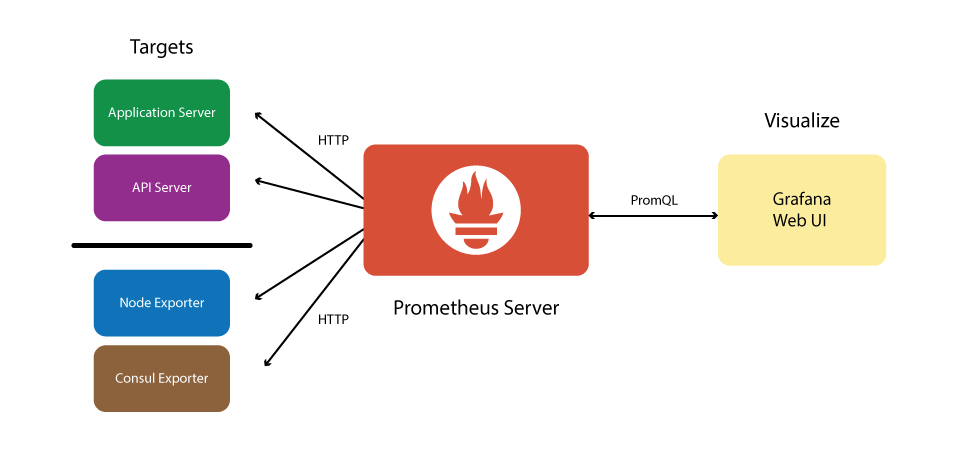 Targets
Application Server
API Server
Node Exporter
Consul Exporter
HTTP
HTTP
Prometheus Server
PromQL
Visualize
Grafana
Web UI